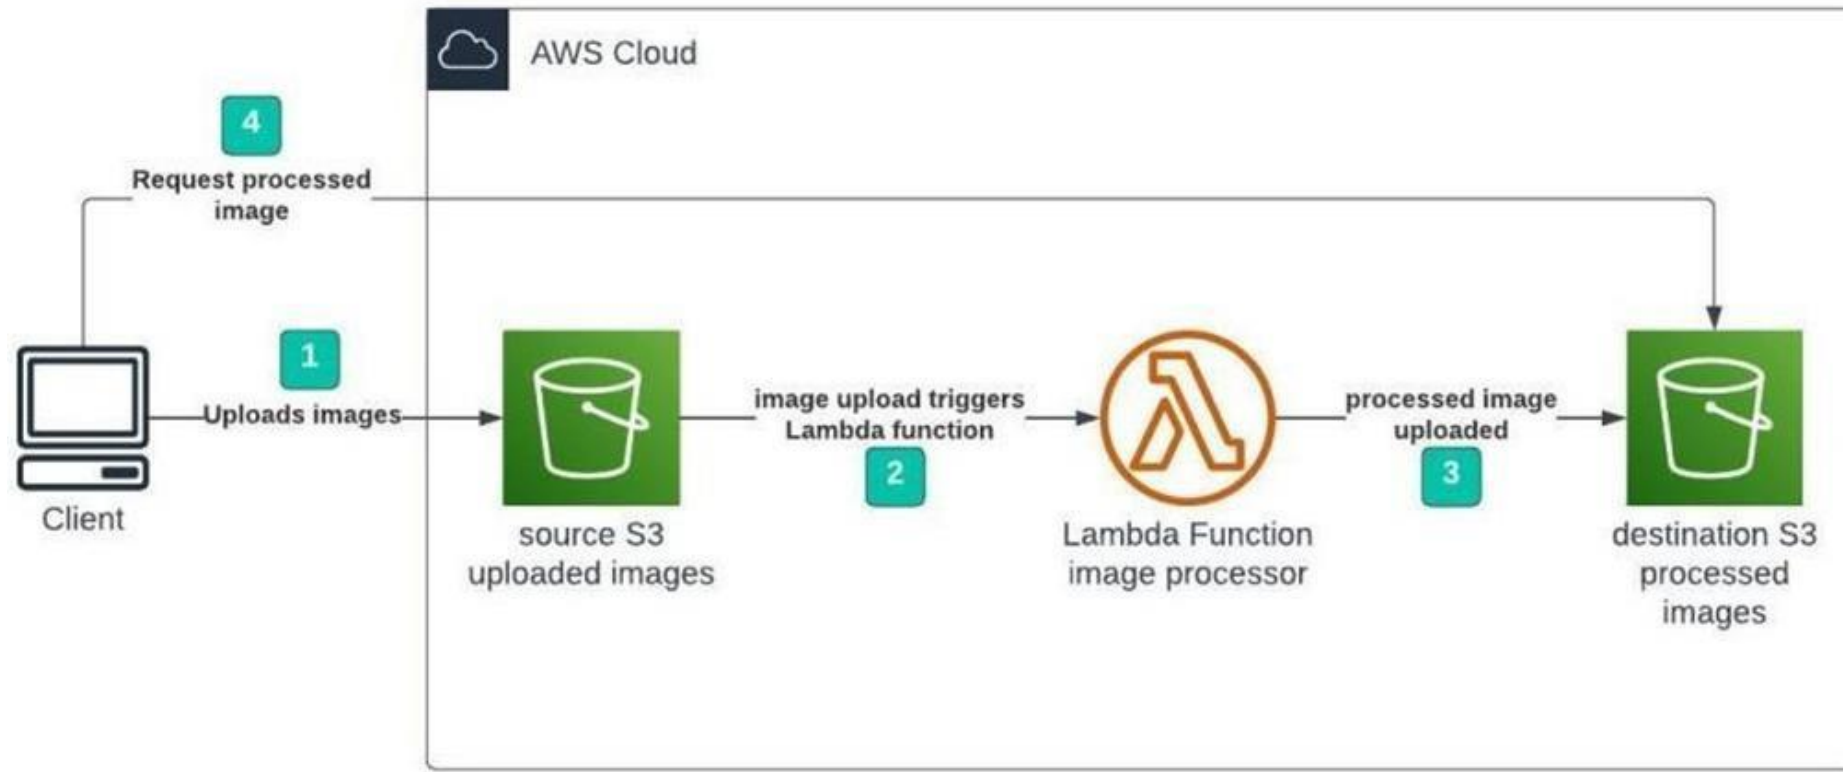 AWS Cloud
4
Request processed
image
1
Uploads images
image upload triggers
Lambda function
2
processed image
uploaded
3
Client
source S3
uploaded images
Lambda Function
image processor
destination S3
processed
images